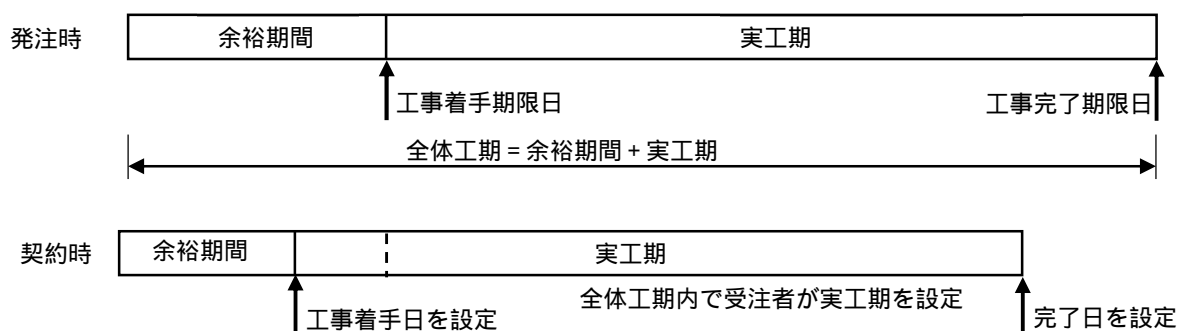 発注時 余裕期間 実工期
工事着手期限日 工事完了期限日
全体工期 = 余裕期間 + 実工期
契約時 余裕期間 実工期
全体工期内で受注者が実工期を設定
工事着手日を設定 完了日を設定